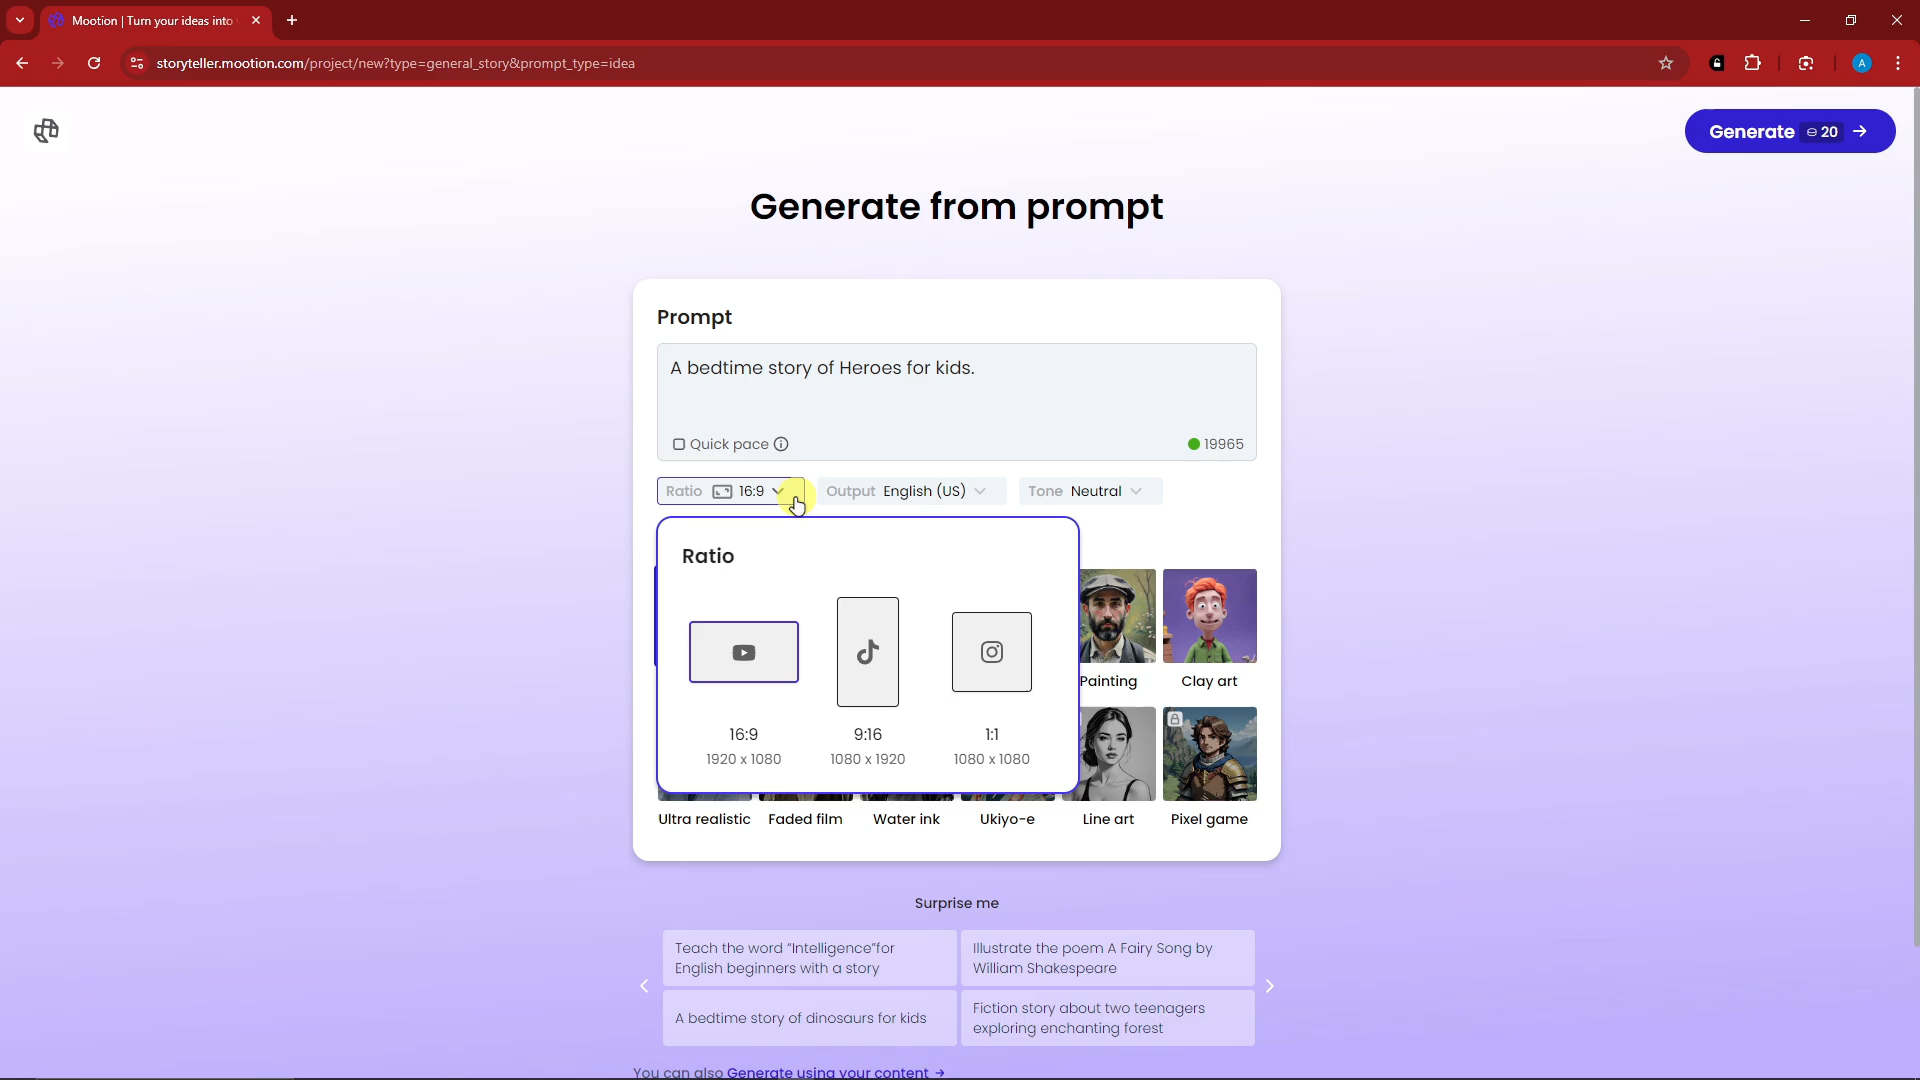 Mootion | Turn your ideas into
storyteller.mootion.com/project/new?type=general_story&prompt_type=idea
A
Generate 20
Generate from prompt
Prompt
A bedtime story of Heroes for kids.
Quick pace
19965
Ratio 16:9
Output English (US)
Tone Neutral
Ratio
16:9
9:16
1:1
1920 x 1080
1080 x 1920
1080 x 1080
Painting
Clay art
Ultra realistic
Faded film
Water ink
Ukiyo-e
Line art
Pixel game
Surprise me
Teach the word “Intelligence”for
English beginners with a story
Illustrate the poem A Fairy Song by
William Shakespeare
A bedtime story of dinosaurs for kids
Fiction story about two teenagers
exploring enchanting forest
You can also Generate using your content →